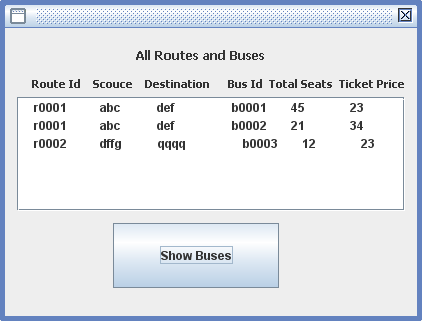 All Routes and Buses
Route Id Scouce Destination Bus Id Total Seats Ticket Price
r0001 abc def b0001 45 23
r0001 abc def b0002 21 34
r0002 dffg qqqq b0003 12 23
Show Buses